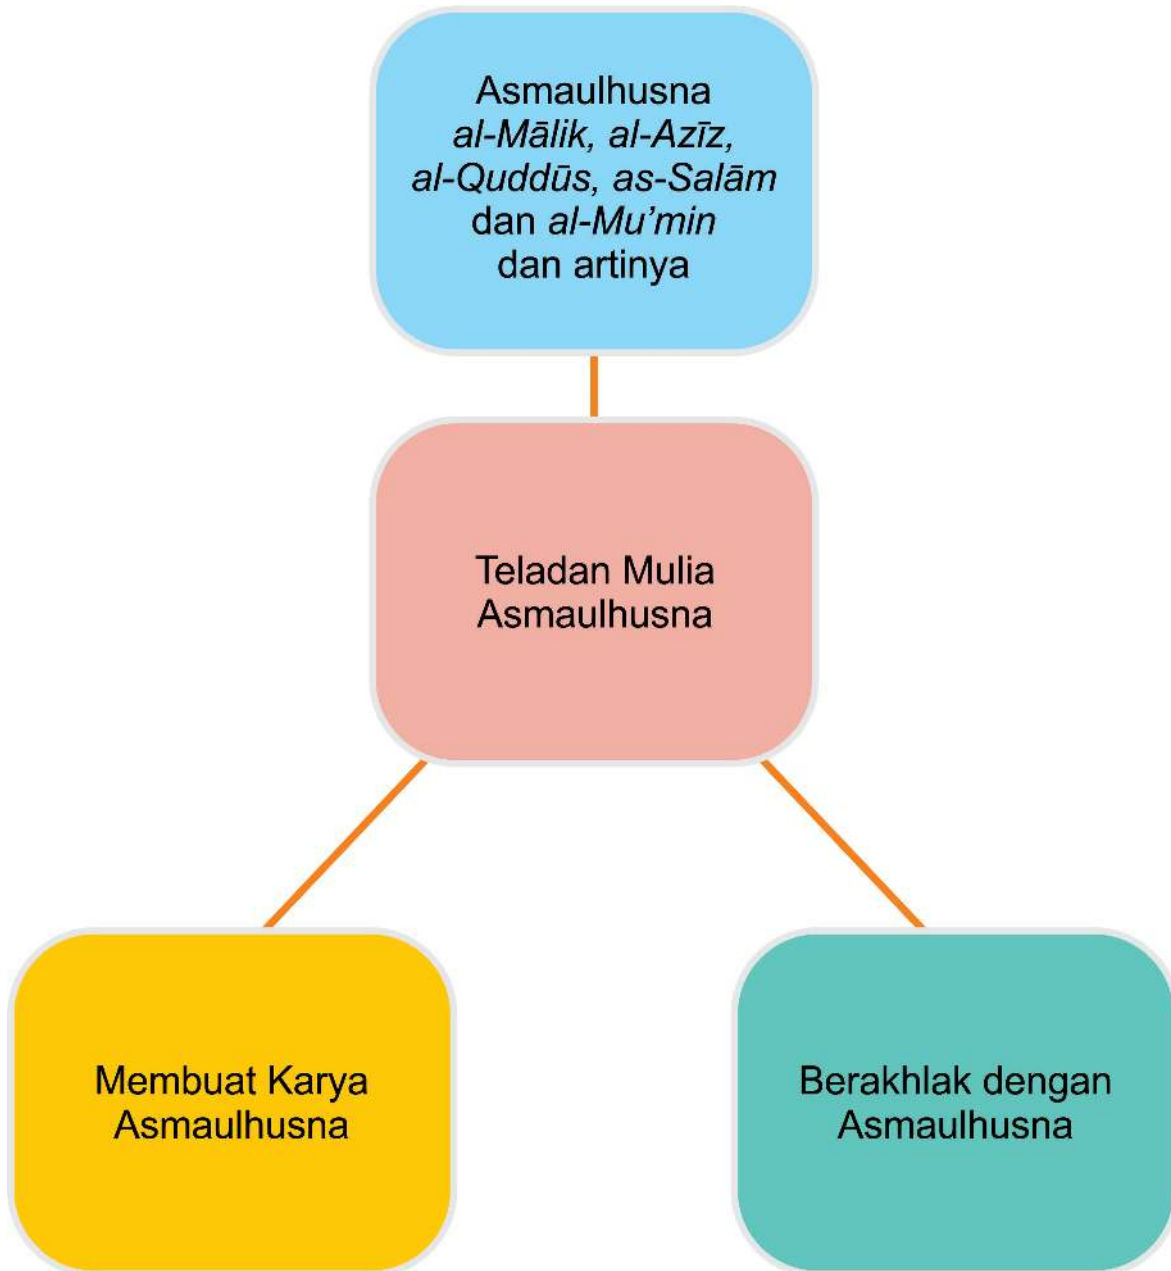 Asmaulhusna
al-Mālik, al-Azīz,
al-Quddūs, as-Salām
dan al-Mu’min
dan artinya
Teladan Mulia
Asmaulhusna
Membuat Karya
Asmaulhusna
Berakhlak dengan
Asmaulhusna